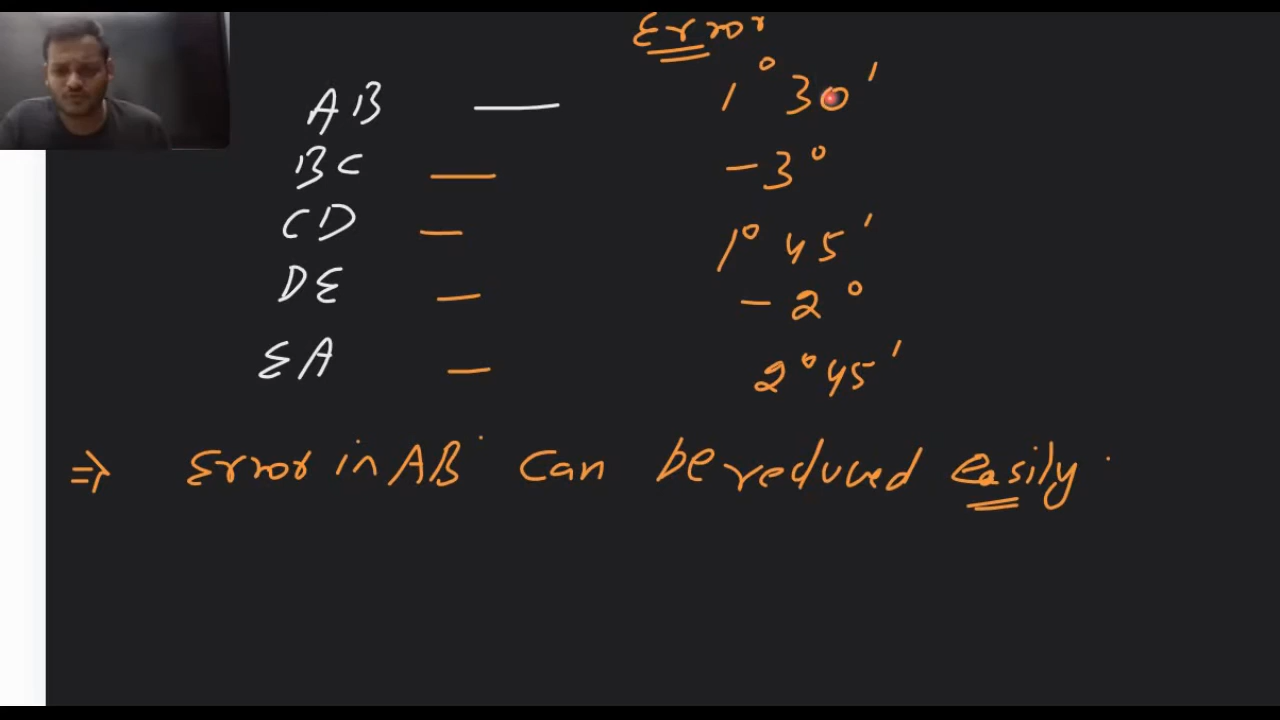 Error
AB — 1° 30'
BC — -3°
CD — 1° 45'
DE — -2°
EA — 2° 45'
⇒ Error in AB can be reduced easily.